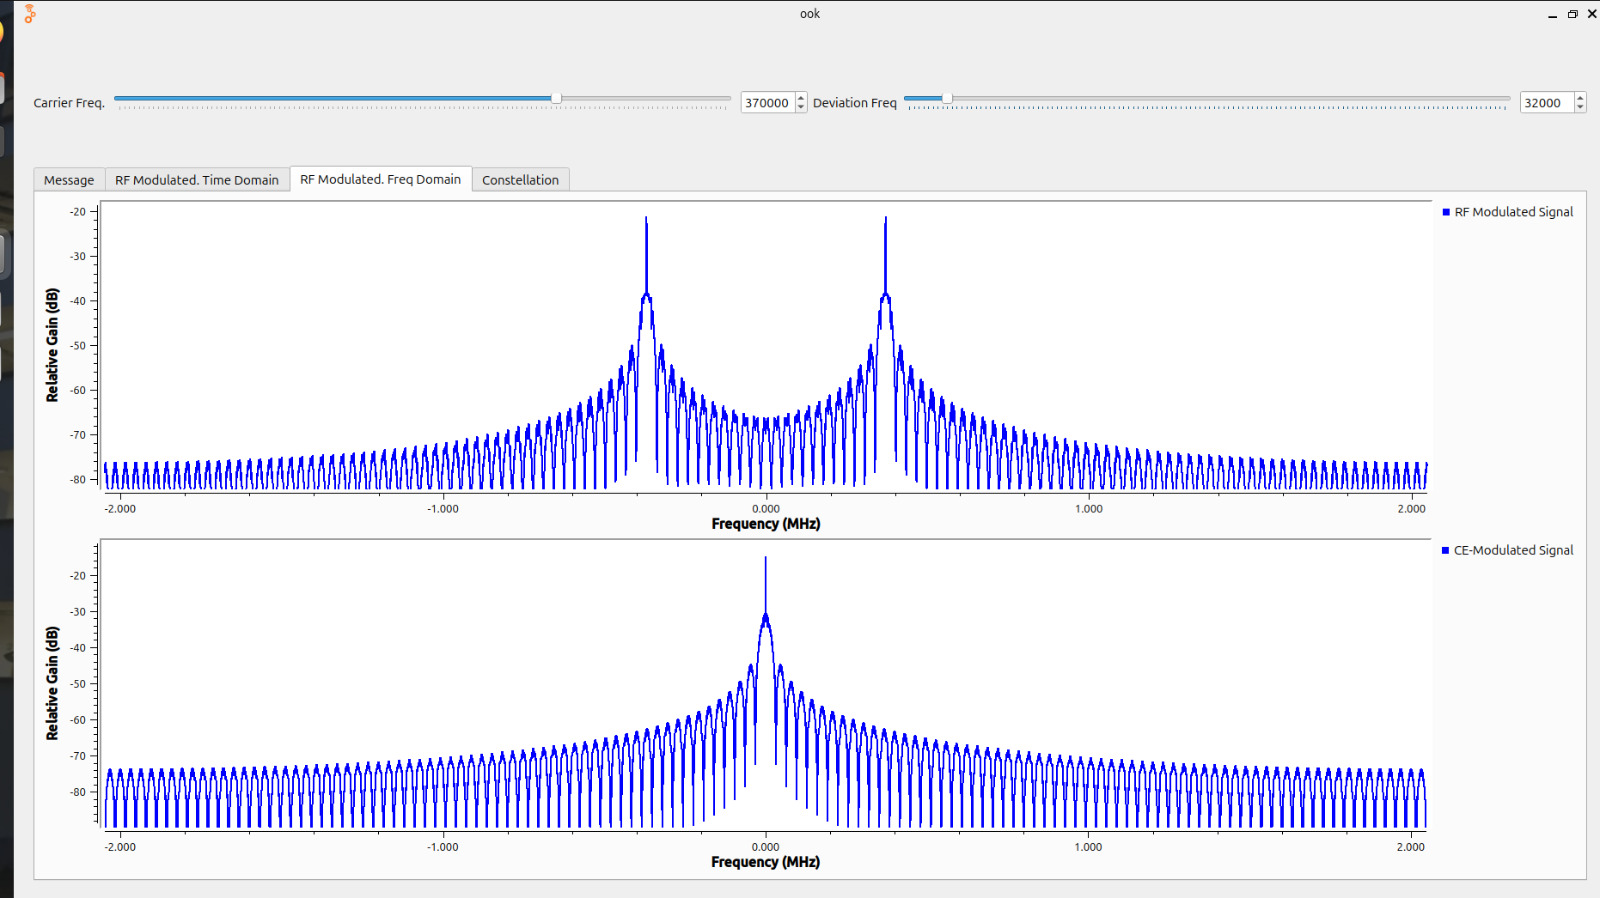 ook
Carrier Freq. 370000 Deviation Freq 32000
Message RF Modulated. Time Domain RF Modulated. Freq Domain Constellation
RF Modulated Signal
Relative Gain (dB)
-20
-30
-40
-50
-60
-70
-80
-2.000 -1.000 0.000 1.000 2.000
Frequency (MHz)
CE-Modulated Signal
Relative Gain (dB)
-20
-30
-40
-50
-60
-70
-80
-2.000 -1.000 0.000 1.000 2.000
Frequency (MHz)